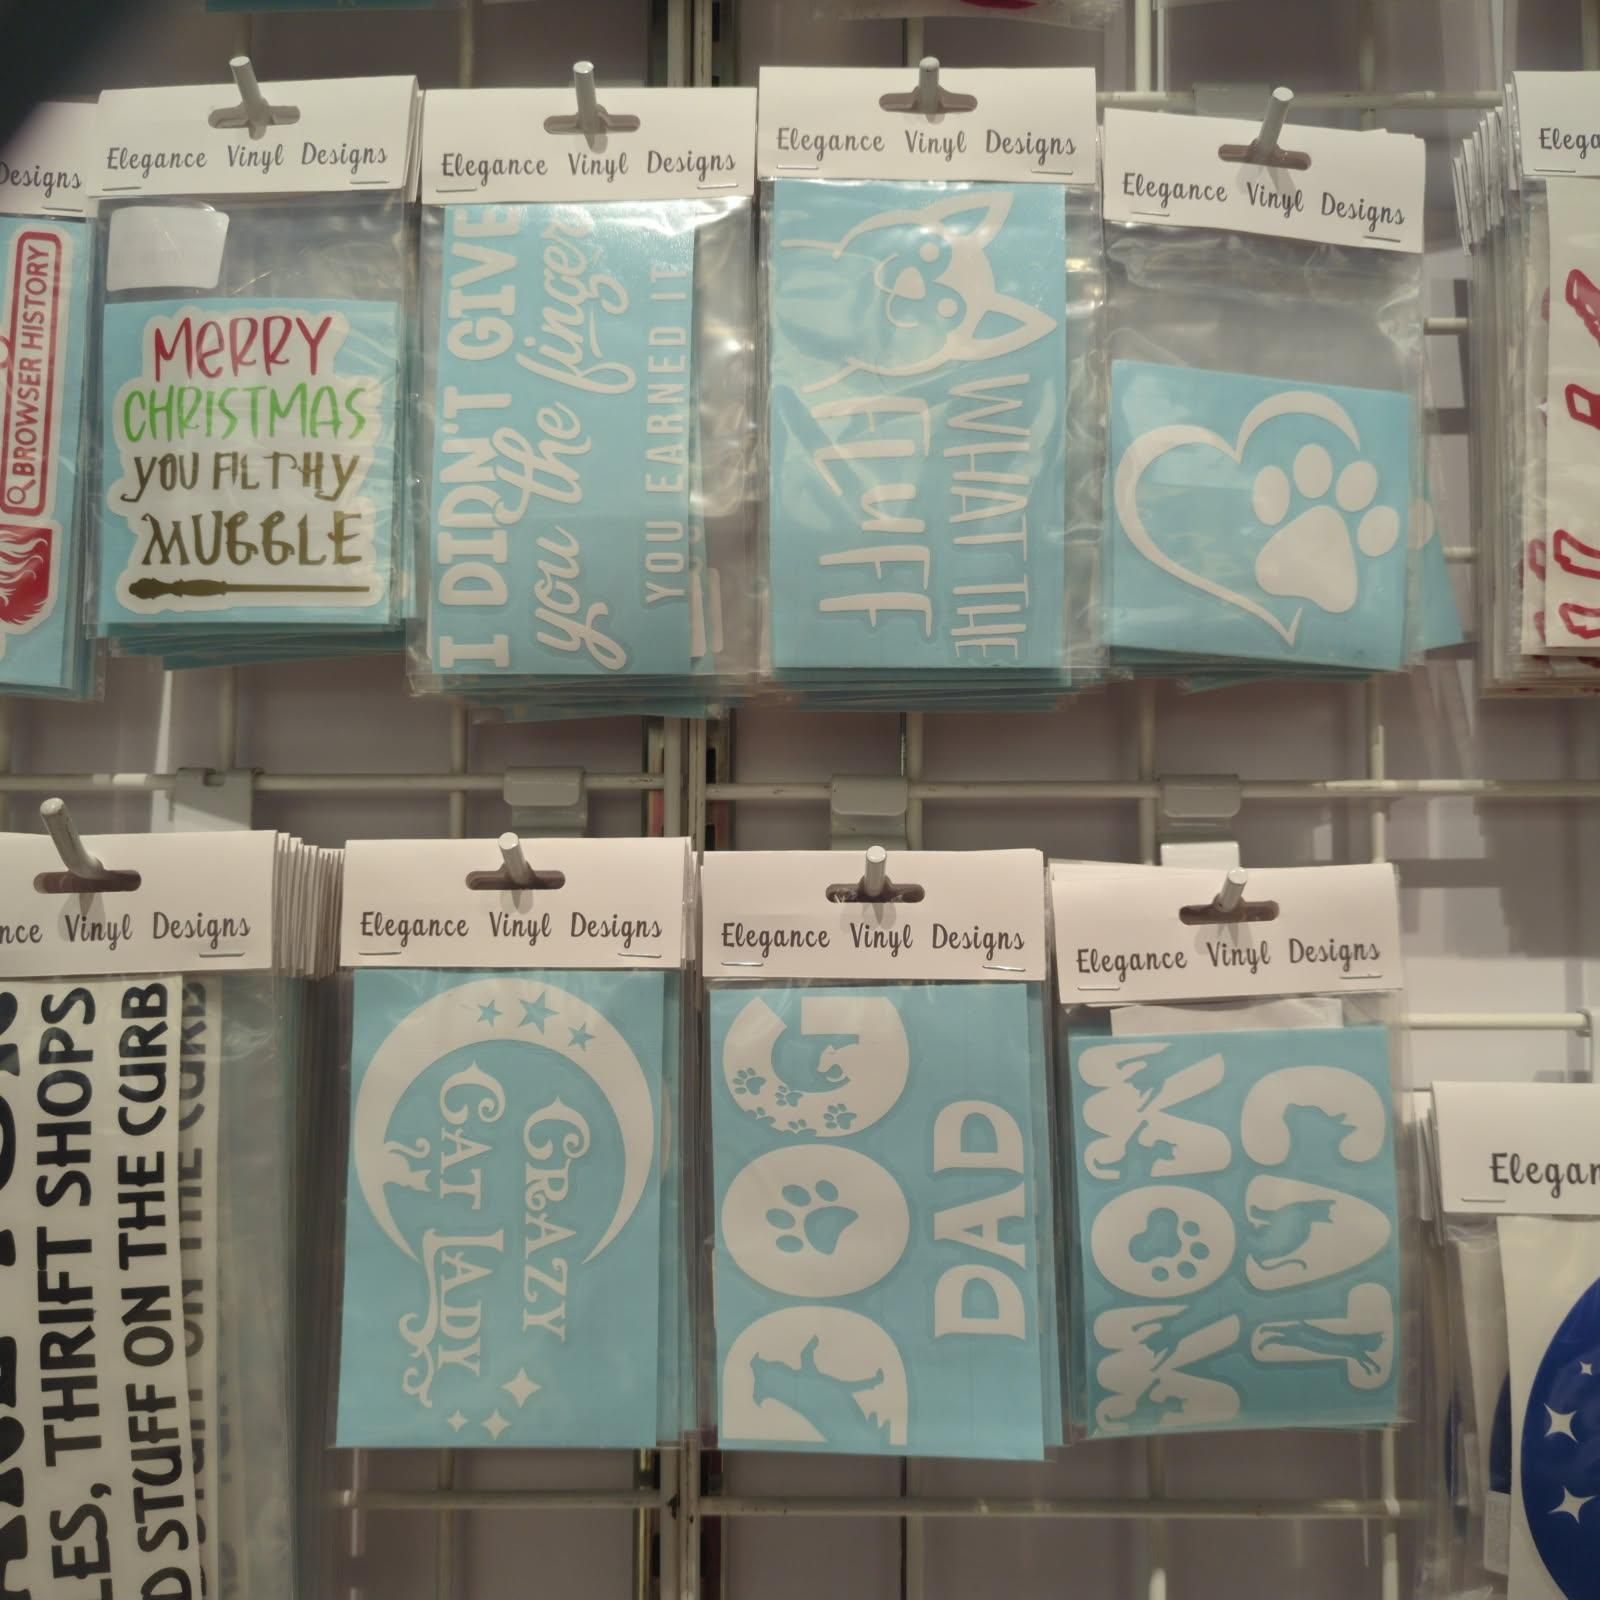 Designs
BROWSER HISTORY
Elegance Vinyl Designs
MERRY
CHRISTMAS
YOU FILTHY
MUGGLE
Elegance Vinyl Designs
I DIDN'T GIVE
you the finger
YOU EARNED IT
Elegance Vinyl Designs
WHAT THE
FLUFF
Elegance Vinyl Designs
Elega
nce Vinyl Designs
LES, THRIFT SHOPS
D STUFF ON THE CURB
Elegance Vinyl Designs
CRAZY
CAT LADY
Elegance Vinyl Designs
DOG
DAD
Elegance Vinyl Designs
CAT
MOM
Elegan